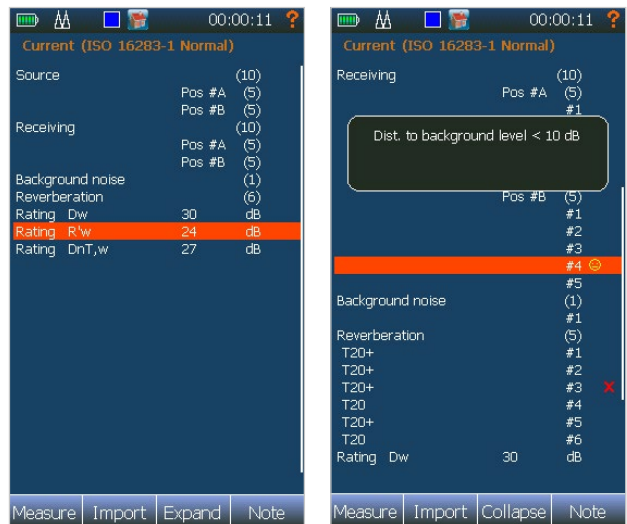 00:00:11 ?
Current (ISO 16283-1 Normal)
Source (10)
Pos #A (5)
Pos #B (5)
Receiving (10)
Pos #A (5)
Pos #B (5)
Background noise (1)
Reverberation (6)
Rating Dw 30 dB
Rating R'w 24 dB
Rating DnT,w 27 dB
Measure Import Expand Note
00:00:11 ?
Current (ISO 16283-1 Normal)
Receiving (10)
Pos #A (5)
#1
Dist. to background level < 10 dB
Pos #B (5)
#1
#2
#3
#4
#5
Background noise (1)
#1
Reverberation (5)
T20+ #1
T20+ #2
T20+ #3 X
T20 #4
T20+ #5
T20 #6
Rating Dw 30 dB
Measure Import Collapse Note